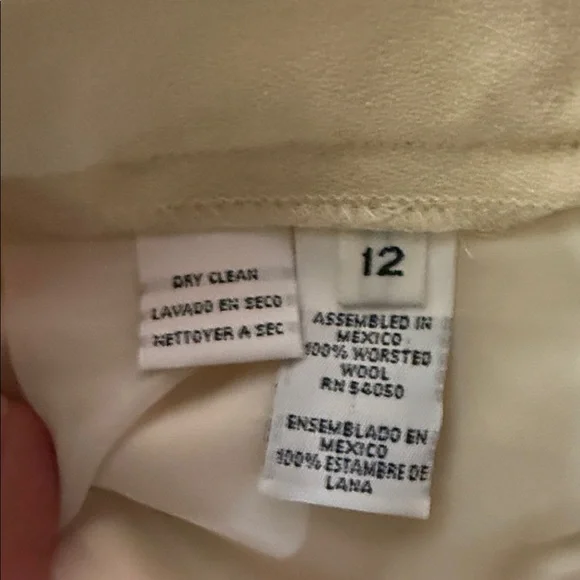 DRY CLEAN
LAVADO EN SECO
NETTOYER A SEC
12
ASSEMBLED IN
MEXICO
100% WORSTED
WOOL
RN 54050
ENSEMBLADO EN
MEXICO
100% ESTAMBRE DE
LANA